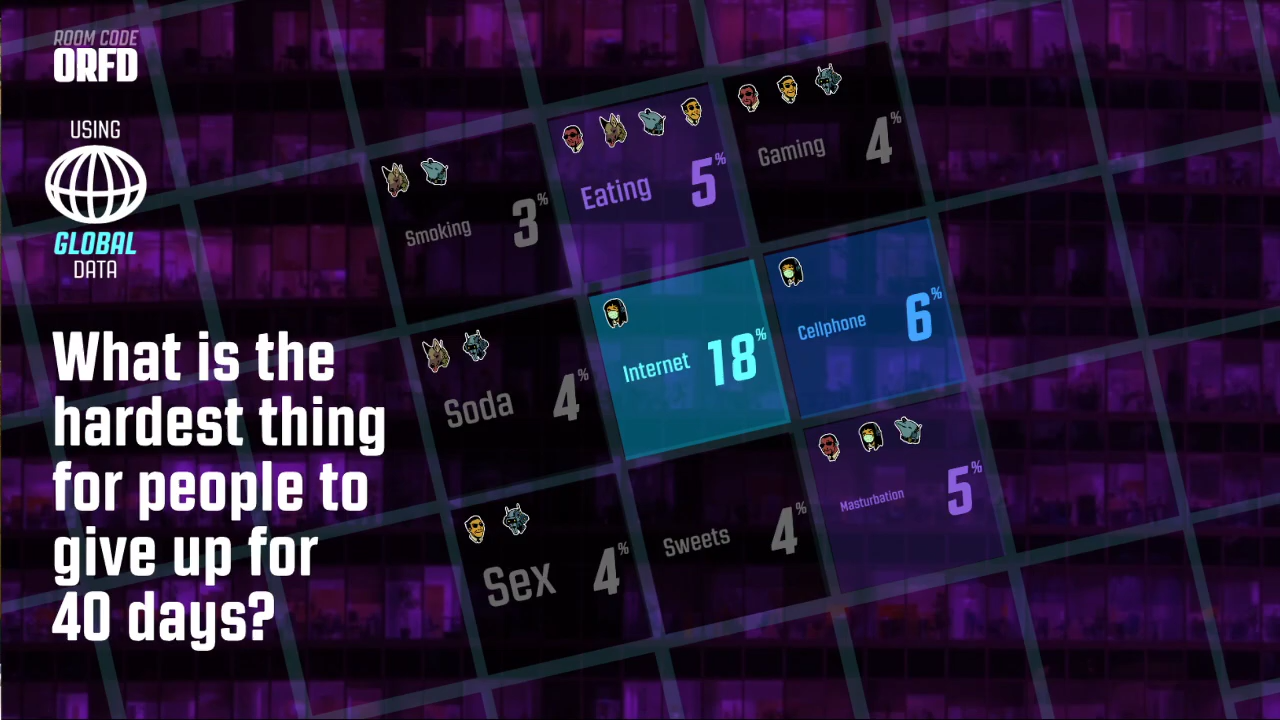 ROOM CODE
ORFD
USING
GLOBAL
DATA
What is the
hardest thing
for people to
give up for
40 days?
Smoking 3%
Eating 5%
Gaming 4%
Soda 4%
Internet 18%
Cellphone 6%
Sex 4%
Sweets 4%
Masturbation 5%